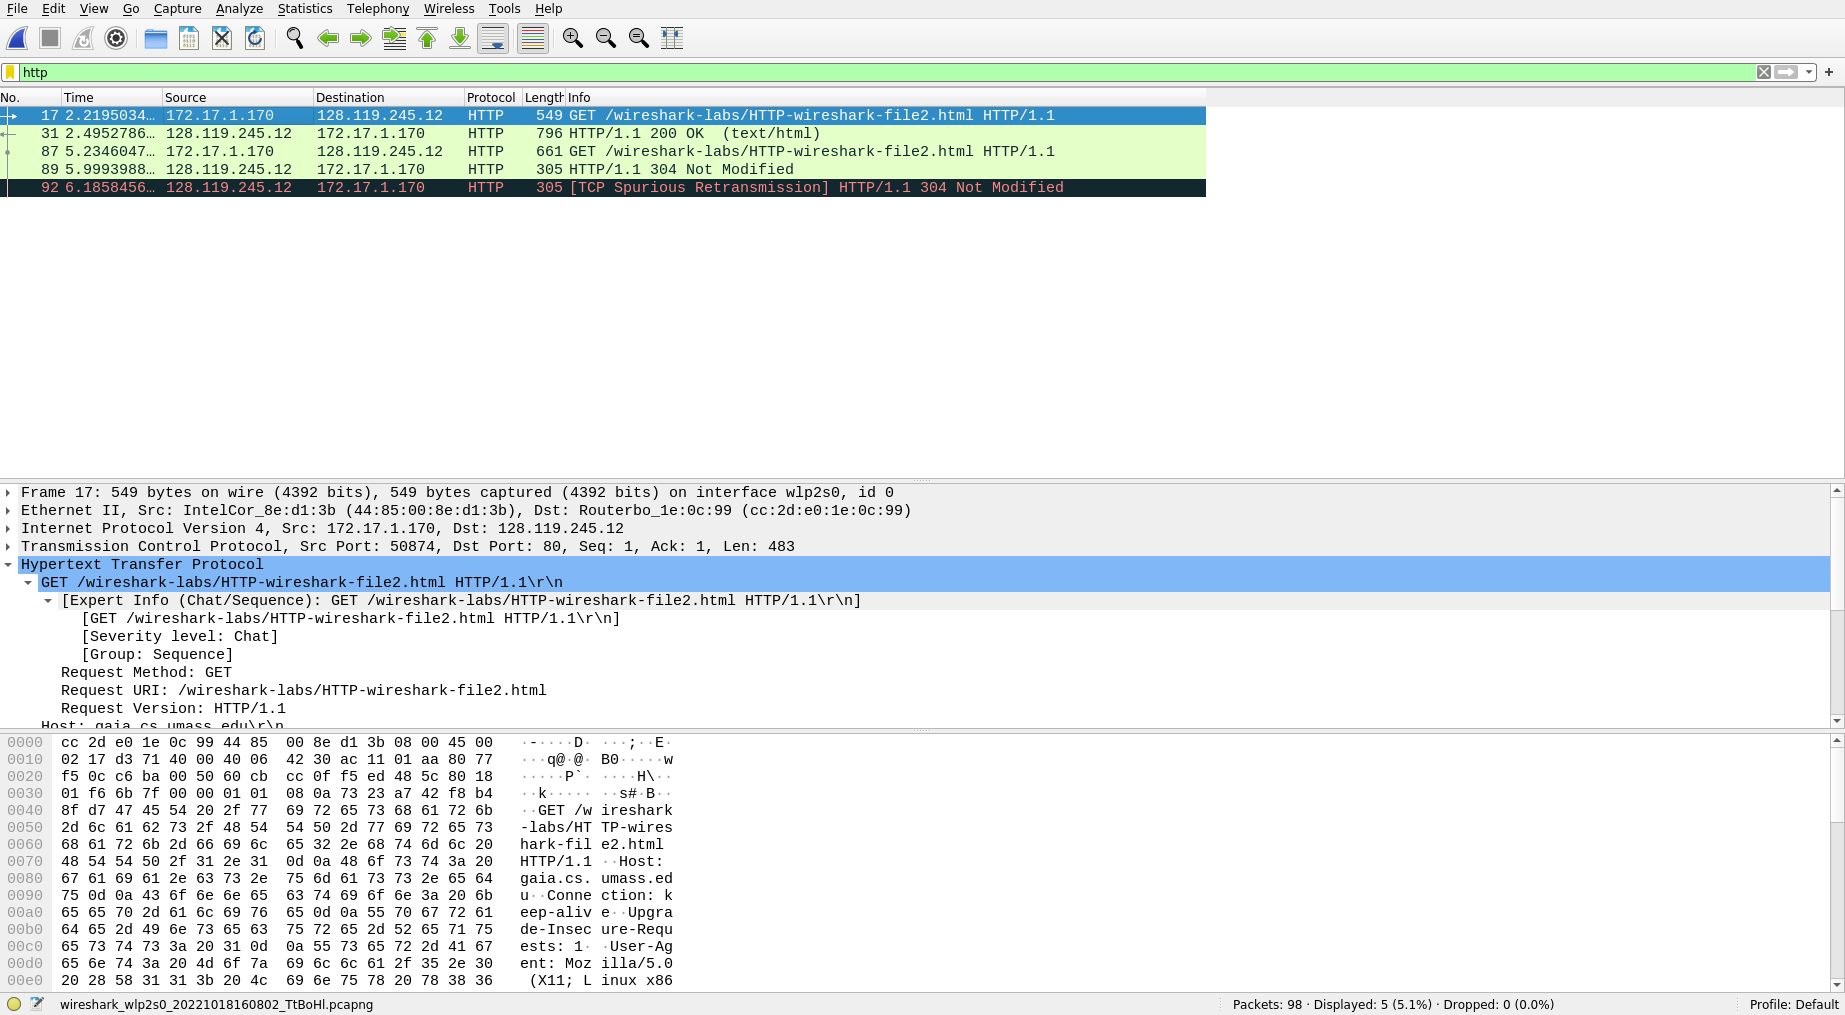 File Edit View Go Capture Analyze Statistics Telephony Wireless Tools Help
http
No. Time Source Destination Protocol Length Info
17 2.2195034… 172.17.1.170 128.119.245.12 HTTP 549 GET /wireshark-labs/HTTP-wireshark-file2.html HTTP/1.1
31 2.4952786… 128.119.245.12 172.17.1.170 HTTP 796 HTTP/1.1 200 OK  (text/html)
87 5.2346047… 172.17.1.170 128.119.245.12 HTTP 661 GET /wireshark-labs/HTTP-wireshark-file2.html HTTP/1.1
89 5.9993988… 128.119.245.12 172.17.1.170 HTTP 305 HTTP/1.1 304 Not Modified
92 6.1858456… 128.119.245.12 172.17.1.170 HTTP 305 [TCP Spurious Retransmission] HTTP/1.1 304 Not Modified
Frame 17: 549 bytes on wire (4392 bits), 549 bytes captured (4392 bits) on interface wlp2s0, id 0
Ethernet II, Src: IntelCor_8e:d1:3b (44:85:00:8e:d1:3b), Dst: Routerbo_1e:0c:99 (cc:2d:e0:1e:0c:99)
Internet Protocol Version 4, Src: 172.17.1.170, Dst: 128.119.245.12
Transmission Control Protocol, Src Port: 50874, Dst Port: 80, Seq: 1, Ack: 1, Len: 483
Hypertext Transfer Protocol
GET /wireshark-labs/HTTP-wireshark-file2.html HTTP/1.1\r\n
[Expert Info (Chat/Sequence): GET /wireshark-labs/HTTP-wireshark-file2.html HTTP/1.1\r\n]
[GET /wireshark-labs/HTTP-wireshark-file2.html HTTP/1.1\r\n]
[Severity level: Chat]
[Group: Sequence]
Request Method: GET
Request URI: /wireshark-labs/HTTP-wireshark-file2.html
Request Version: HTTP/1.1
Host: gaia.cs.umass.edu\r\n
0000 cc 2d e0 1e 0c 99 44 85 00 8e d1 3b 08 00 45 00 ·-····D· ···;··E·
0010 02 17 d3 71 40 00 40 06 42 30 ac 11 01 aa 80 77 ···q@·@· B0·····w
0020 f5 0c c6 ba 00 50 60 cb cc 0f f5 ed 48 5c 80 18 ·····P`· ····H\··
0030 01 f6 6b 7f 00 00 01 01 08 0a 73 23 a7 42 f8 b4 ··k····· ··s#·B··
0040 8f d7 47 45 54 20 2f 77 69 72 65 73 68 61 72 6b ··GET /w ireshark
0050 2d 6c 61 62 73 2f 48 54 54 50 2d 77 69 72 65 73 -labs/HT TP-wires
0060 68 61 72 6b 2d 66 69 6c 65 32 2e 68 74 6d 6c 20 hark-fil e2.html
0070 48 54 54 50 2f 31 2e 31 0d 0a 48 6f 73 74 3a 20 HTTP/1.1 ··Host:
0080 67 61 69 61 2e 63 73 2e 75 6d 61 73 73 2e 65 64 gaia.cs. umass.ed
0090 75 0d 0a 43 6f 6e 6e 65 63 74 69 6f 6e 3a 20 6b u··Conne ction: k
00a0 65 65 70 2d 61 6c 69 76 65 0d 0a 55 70 67 72 61 eep-aliv e··Upgra
00b0 64 65 2d 49 6e 73 65 63 75 72 65 2d 52 65 71 75 de-Insec ure-Requ
00c0 65 73 74 73 3a 20 31 0d 0a 55 73 65 72 2d 41 67 ests: 1· ·User-Ag
00d0 65 6e 74 3a 20 4d 6f 7a 69 6c 6c 61 2f 35 2e 30 ent: Moz illa/5.0
00e0 20 28 58 31 31 3b 20 4c 69 6e 75 78 20 78 38 36 (X11; L inux x86
wireshark_wlp2s0_20221018160802_TtBoHl.pcapng Packets: 98 · Displayed: 5 (5.1%) · Dropped: 0 (0.0%) Profile: Default